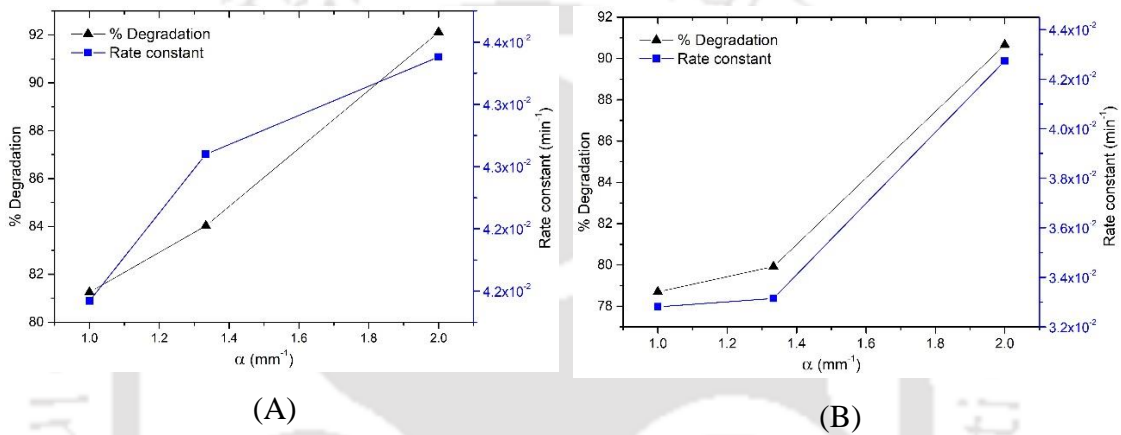 92
90
88
86
84
82
80
% Degradation
% Degradation
Rate constant
4.4x10⁻²
4.3x10⁻²
4.3x10⁻²
4.2x10⁻²
4.2x10⁻²
Rate constant (min⁻¹)
1.0 1.2 1.4 1.6 1.8 2.0
α (mm⁻¹)
(A)
92
90
88
86
84
82
80
78
% Degradation
% Degradation
Rate constant
4.4x10⁻²
4.2x10⁻²
4.0x10⁻²
3.8x10⁻²
3.6x10⁻²
3.4x10⁻²
3.2x10⁻²
Rate constant (min⁻¹)
1.0 1.2 1.4 1.6 1.8 2.0
α (mm⁻¹)
(B)